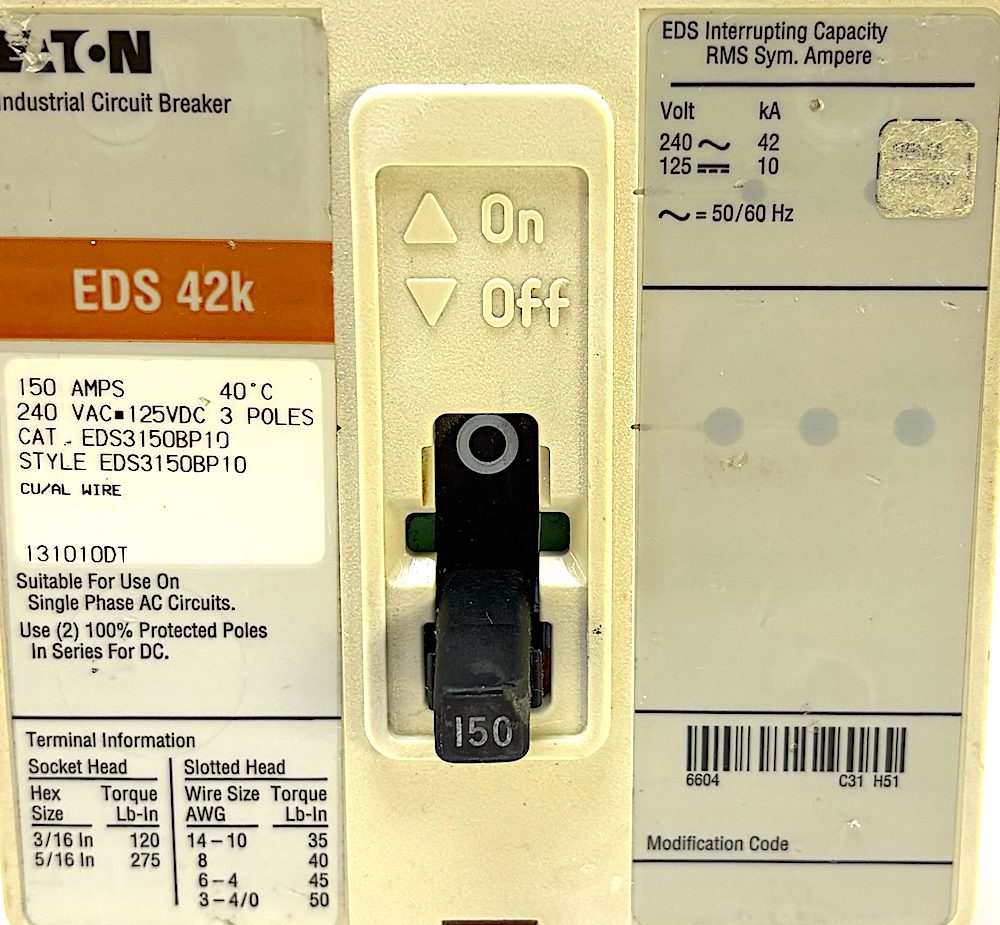 EATON
Industrial Circuit Breaker
EDS 42k
150 AMPS 40°C
240 VAC▪125VDC 3 POLES
CAT. EDS3150BP10
STYLE EDS3150BP10
CU/AL WIRE
131010DT
Suitable For Use On
Single Phase AC Circuits.
Use (2) 100% Protected Poles
In Series For DC.
Terminal Information
Socket Head
Hex Torque
Size Lb-In
3/16 In 120
5/16 In 275
Slotted Head
Wire Size Torque
AWG Lb-In
14–10 35
8 40
6–4 45
3–4/0 50
On
Off
150
EDS Interrupting Capacity
RMS Sym. Ampere
Volt kA
240 ~ 42
125 ⎓ 10
~ = 50/60 Hz
6604 C31 H51
Modification Code